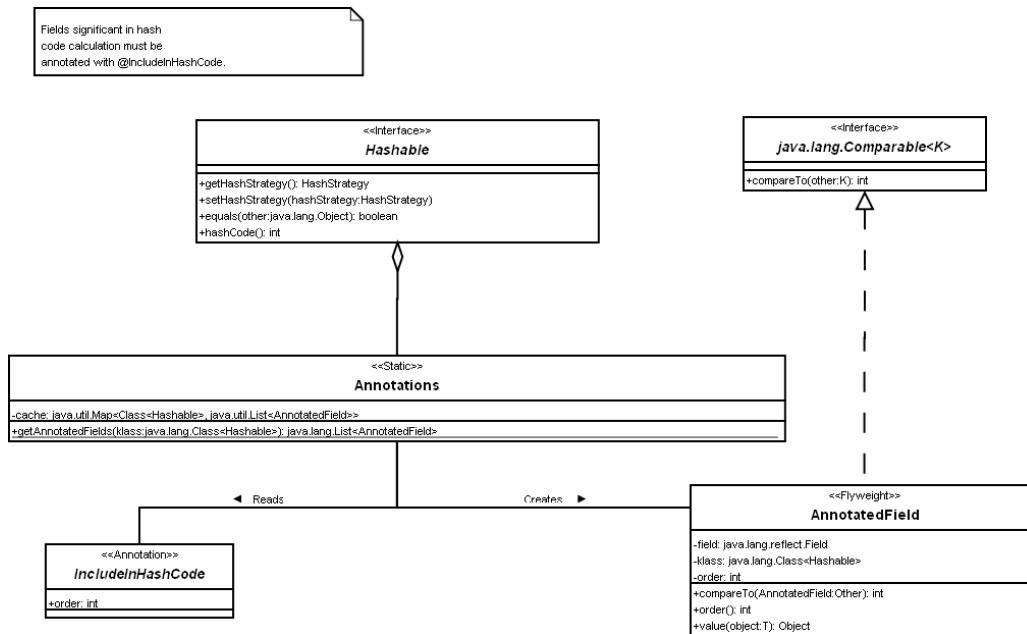 Fields significant in hash
code calculation must be
annotated with @IncludeInHashCode.
<<Interface>>
Hashable
+getHashStrategy(): HashStrategy
+setHashStrategy(hashStrategy:HashStrategy)
+equals(other:java.lang.Object): boolean
+hashCode(): int
<<Interface>>
java.lang.Comparable<K>
+compareTo(other:K): int
<<Static>>
Annotations
-cache: java.util.Map<Class<Hashable>, java.util.List<AnnotatedField>>
+getAnnotatedFields(klass:java.lang.Class<Hashable>): java.lang.List<AnnotatedField>
◄ Reads
Creates ►
<<Annotation>>
IncludeInHashCode
+order: int
<<Flyweight>>
AnnotatedField
-field: java.lang.reflect.Field
-klass: java.lang.Class<Hashable>
-order: int
+compareTo(AnnotatedField:Other): int
+order(): int
+value(object:T): Object